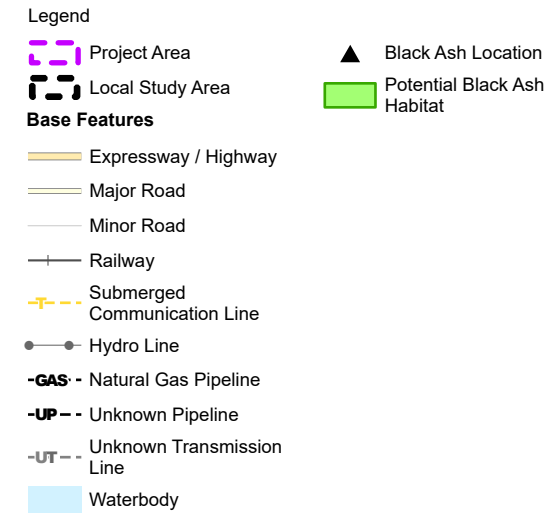 Legend
Project Area
Local Study Area
Base Features
Expressway / Highway
Major Road
Minor Road
Railway
T
Submerged
Communication Line
Hydro Line
GAS
Natural Gas Pipeline
UP
Unknown Pipeline
UT
Unknown Transmission
Line
Waterbody
Black Ash Location
Potential Black Ash
Habitat